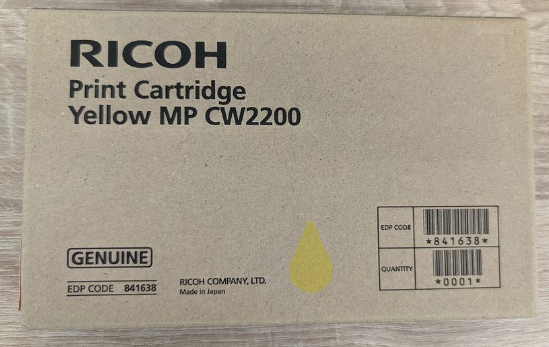 RICOH
Print Cartridge
Yellow MP CW2200
EDP CODE
*841638*
QUANTITY
*0001*
GENUINE
EDP CODE 841638
RICOH COMPANY, LTD.
Made in Japan